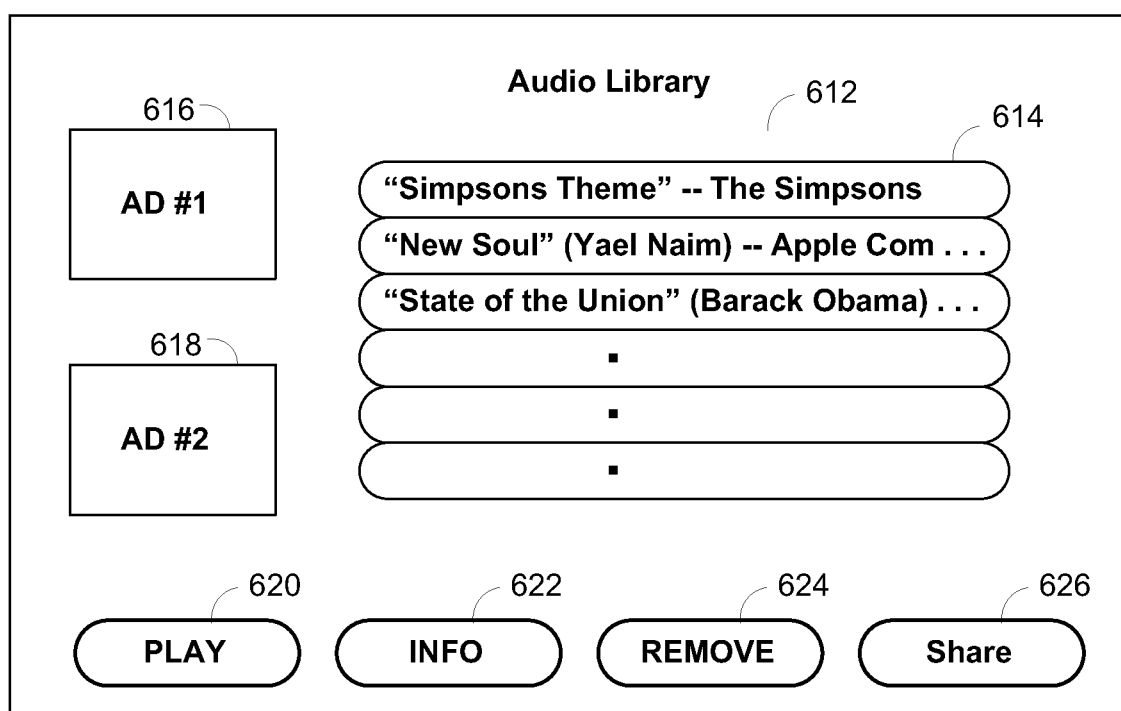 Audio Library
612
614
616
AD #1
“Simpsons Theme” -- The Simpsons
“New Soul” (Yael Naim) -- Apple Com . . .
“State of the Union” (Barack Obama) . . .
618
AD #2
620
622
624
626
PLAY
INFO
REMOVE
Share